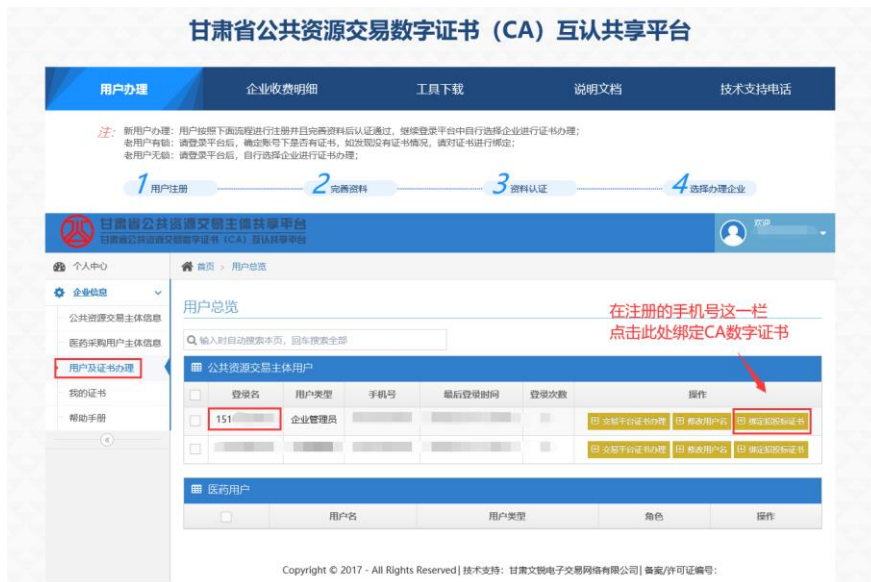 甘肃省公共资源交易数字证书（CA）互认共享平台
用户办理 企业收费明细 工具下载 说明文档 技术支持电话
注： 新用户办理：用户按照下面流程进行注册并且完善资料后认证通过，继续登录平台中自行选择企业进行证书办理；
老用户有锁：请登录平台后，确定账号下是否有证书，如发现没有证书情况，请对证书进行绑定；
老用户无锁：请登录平台后，自行选择企业进行证书办理；
1 用户注册 2 完善资料 3 资料认证 4 选择办理企业
甘肃省公共资源交易主体共享平台
甘肃省公共资源交易数字证书（CA）互认共享平台
欢迎
个人中心
首页 > 用户总览
企业信息
公共资源交易主体信息
医药采购用户主体信息
用户及证书办理
我的证书
帮助手册
用户总览
在注册的手机号这一栏
点击此处绑定CA数字证书
输入时自动搜索本页，回车搜索全部
公共资源交易主体用户
登录名 用户类型 手机号 最后登录时间 登录次数 操作
151 企业管理员 交易平台证书办理 修改用户名 绑定招投标证书
交易平台证书办理 修改用户名 绑定招投标证书
医药用户
用户名 用户类型 角色 操作
Copyright © 2017 - All Rights Reserved| 技术支持：甘肃文锐电子交易网络有限公司| 备案/许可证编号：